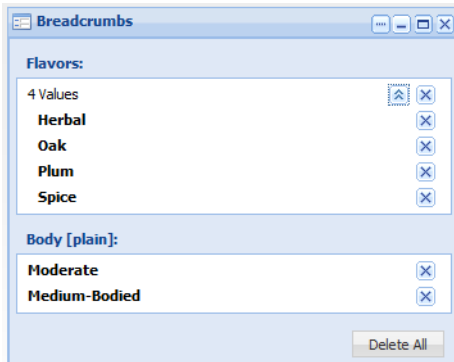 Breadcrumbs
Flavors:
4 Values
Herbal
Oak
Plum
Spice
Body [plain]:
Moderate
Medium-Bodied
Delete All